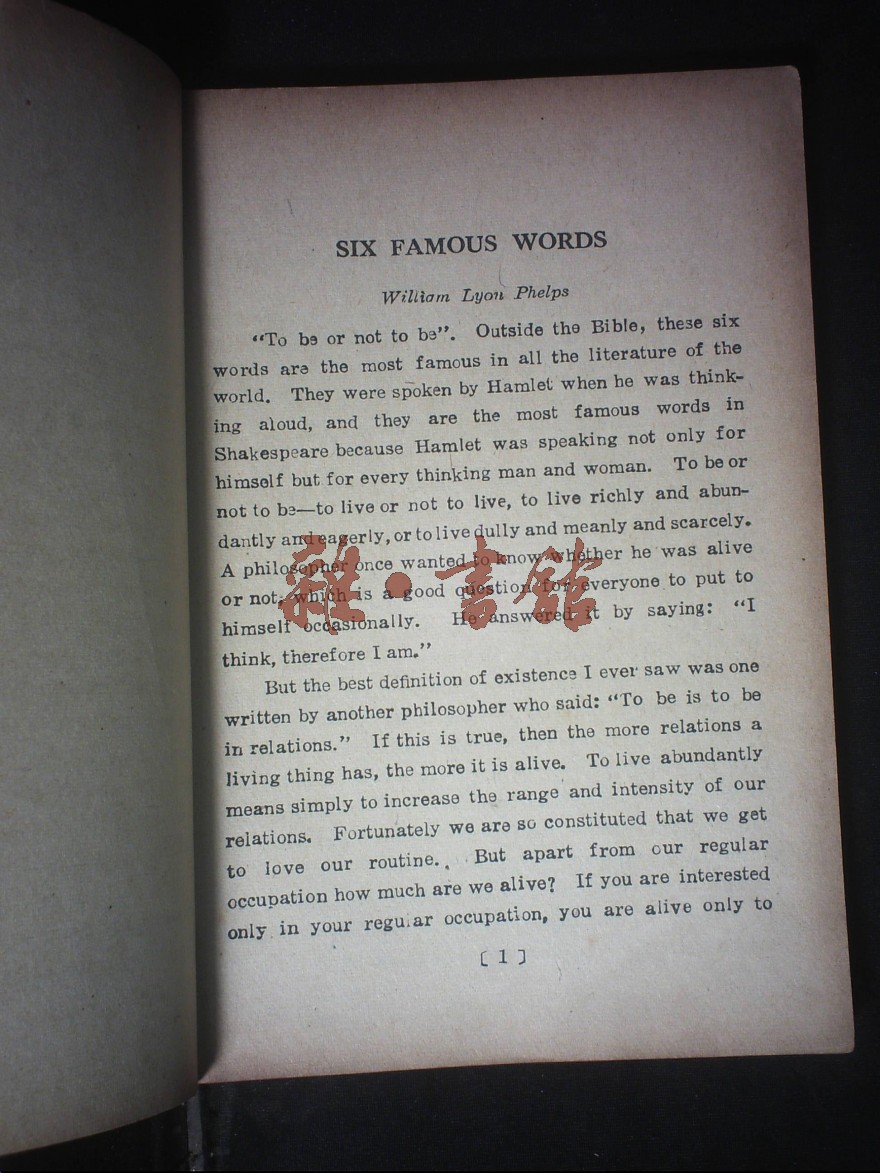 SIX FAMOUS WORDS
William Lyon Phelps
“To be or not to be”. Outside the Bible, these six
words are the most famous in all the literature of the
world. They were spoken by Hamlet when he was think-
ing aloud, and they are the most famous words in
Shakespeare because Hamlet was speaking not only for
himself but for every thinking man and woman. To be or
not to be—to live or not to live, to live richly and abun-
dantly and eagerly, or to live dully and meanly and scarcely.
A philosopher once wanted to know whether he was alive
or not, which is a good question for everyone to put to
himself occasionally. He answered it by saying: “I
think, therefore I am.”
But the best definition of existence I ever saw was one
written by another philosopher who said: “To be is to be
in relations.” If this is true, then the more relations a
living thing has, the more it is alive. To live abundantly
means simply to increase the range and intensity of our
relations. Fortunately we are so constituted that we get
to love our routine. But apart from our regular
occupation how much are we alive? If you are interested
only in your regular occupation, you are alive only to
[ 1 ]
雜·書館